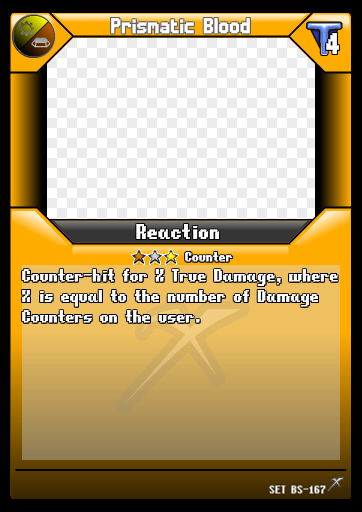 Prismatic Blood
T4
Reaction
Counter
Counter-hit for X True Damage, where
X is equal to the number of Damage
Counters on the user.
SET BS-167